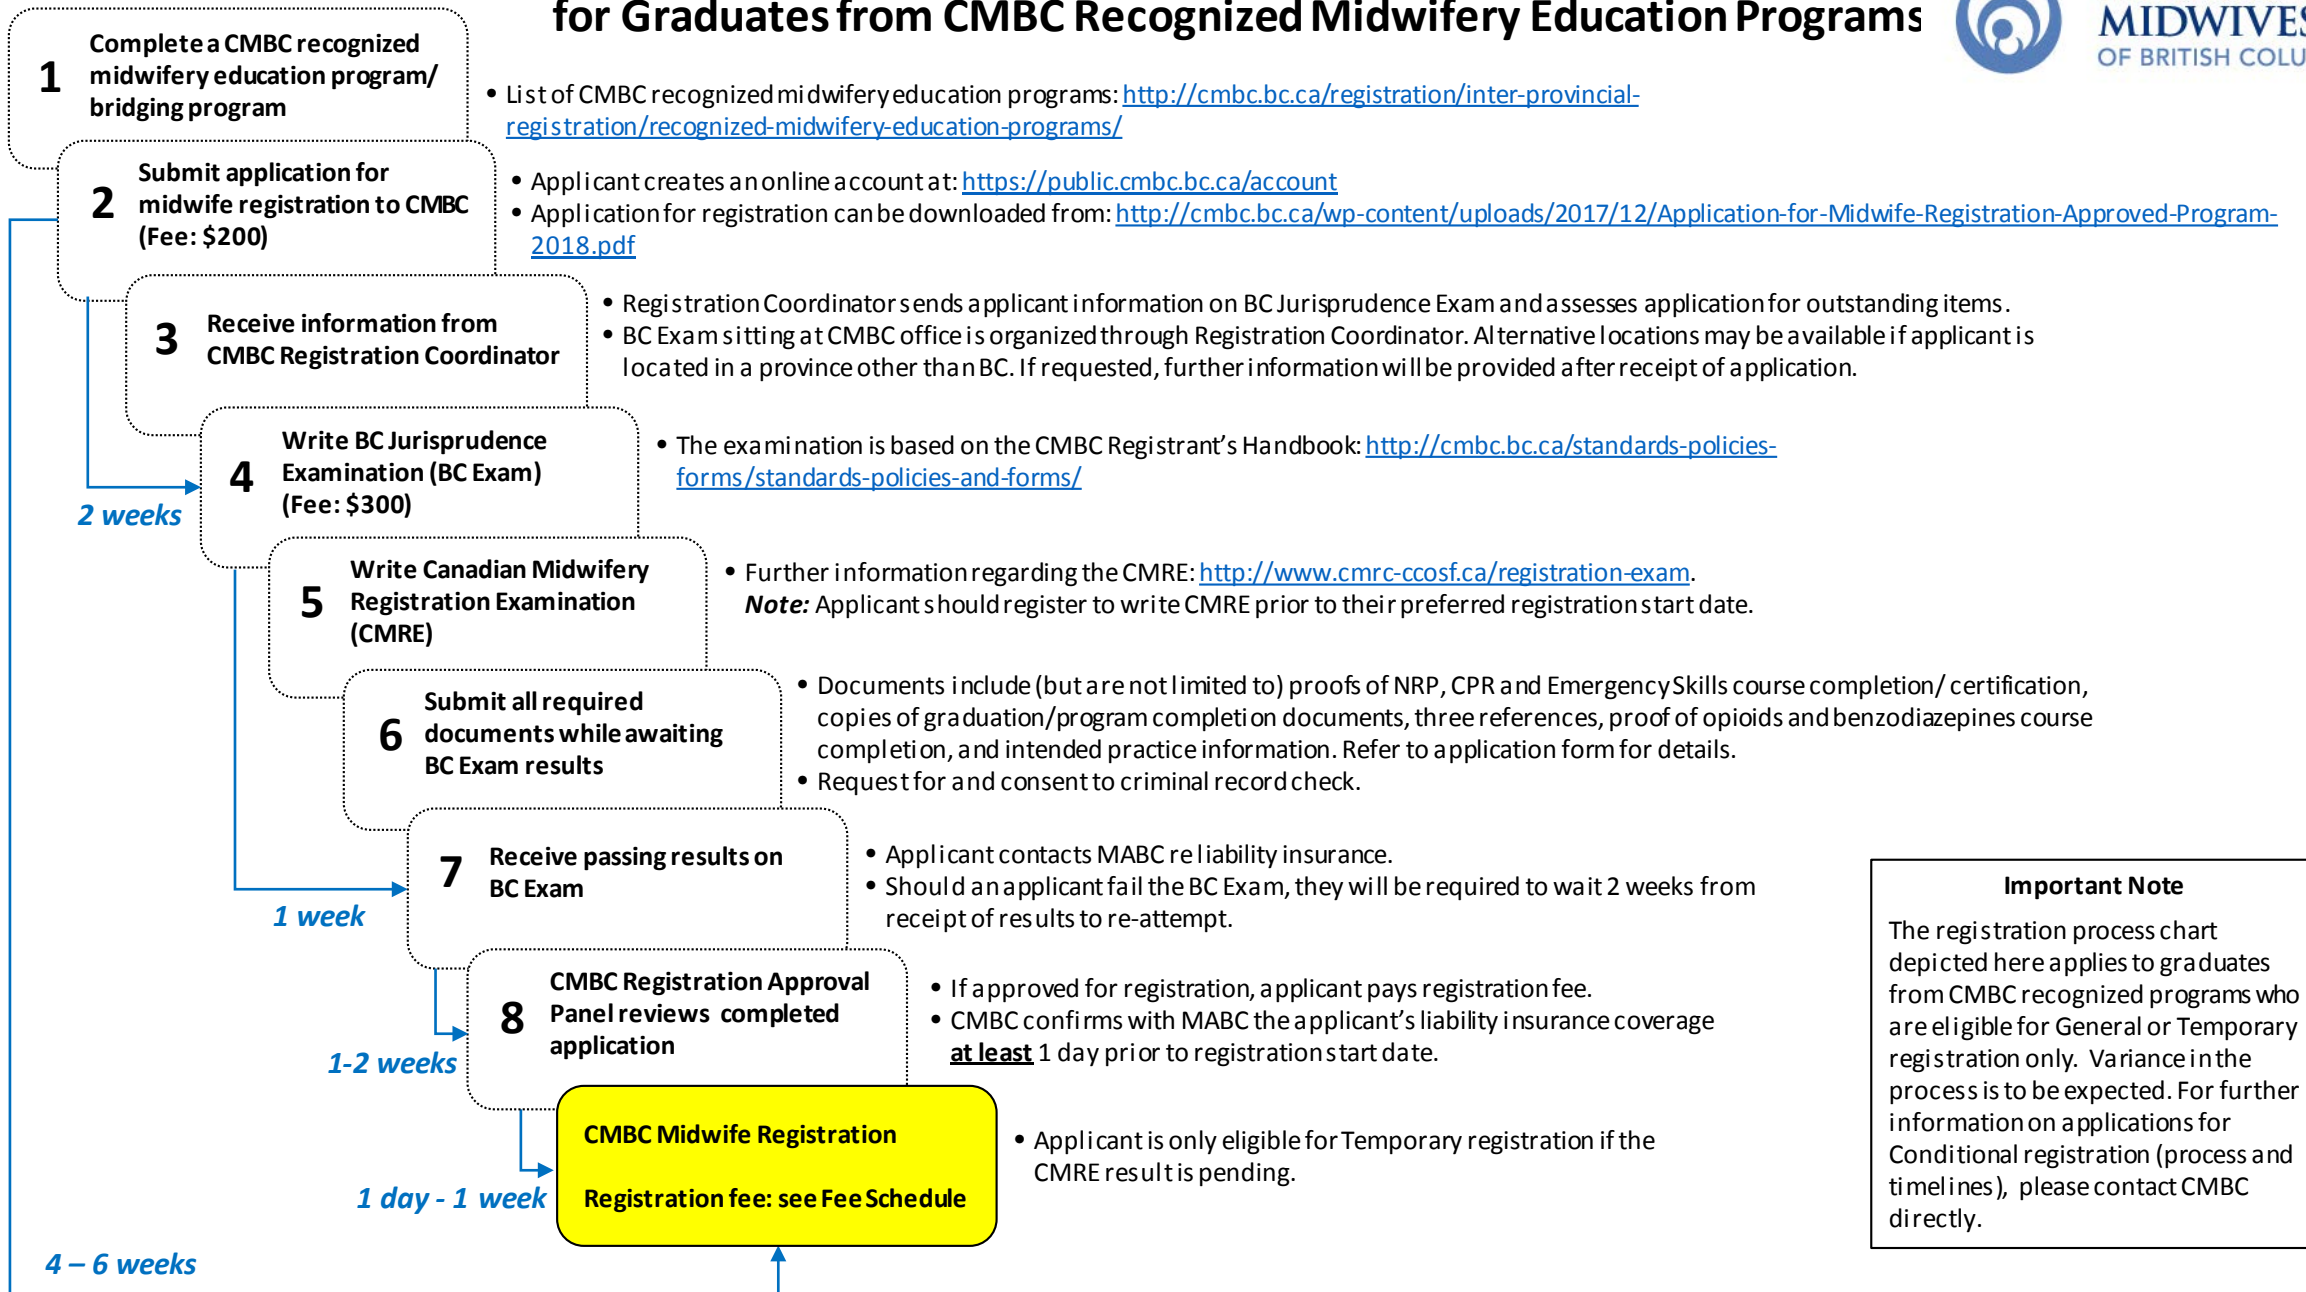 for Graduates from CMBC Recognized Midwifery Education Programs
MIDWIVES
OF BRITISH COLU
1
Complete a CMBC recognized
midwifery education program/
bridging program
• List of CMBC recognized midwifery education programs: http://cmbc.bc.ca/registration/inter-provincial-
registration/recognized-midwifery-education-programs/
2
Submit application for
midwife registration to CMBC
(Fee: $200)
• Applicant creates an online account at: https://public.cmbc.bc.ca/account
• Application for registration can be downloaded from: http://cmbc.bc.ca/wp-content/uploads/2017/12/Application-for-Midwife-Registration-Approved-Program-
2018.pdf
3
Receive information from
CMBC Registration Coordinator
• Registration Coordinator sends applicant information on BC Jurisprudence Exam and assesses application for outstanding items.
• BC Exam sitting at CMBC office is organized through Registration Coordinator. Alternative locations may be available if applicant is
located in a province other than BC. If requested, further information will be provided after receipt of application.
4
Write BC Jurisprudence
Examination (BC Exam)
(Fee: $300)
• The examination is based on the CMBC Registrant's Handbook: http://cmbc.bc.ca/standards-policies-
forms/standards-policies-and-forms/
2 weeks
5
Write Canadian Midwifery
Registration Examination
(CMRE)
• Further information regarding the CMRE: http://www.cmrc-ccosf.ca/registration-exam.
Note: Applicant should register to write CMRE prior to their preferred registration start date.
6
Submit all required
documents while awaiting
BC Exam results
• Documents include (but are not limited to) proofs of NRP, CPR and Emergency Skills course completion/ certification,
copies of graduation/program completion documents, three references, proof of opioids and benzodiazepines course
completion, and intended practice information. Refer to application form for details.
• Request for and consent to criminal record check.
7
Receive passing results on
BC Exam
• Applicant contacts MABC re liability insurance.
• Should an applicant fail the BC Exam, they will be required to wait 2 weeks from
receipt of results to re-attempt.
1 week
8
CMBC Registration Approval
Panel reviews completed
application
• If approved for registration, applicant pays registration fee.
• CMBC confirms with MABC the applicant's liability insurance coverage
at least 1 day prior to registration start date.
1-2 weeks
CMBC Midwife Registration
Registration fee: see Fee Schedule
• Applicant is only eligible for Temporary registration if the
CMRE result is pending.
1 day - 1 week
4 – 6 weeks
Important Note
The registration process chart
depicted here applies to graduates
from CMBC recognized programs who
are eligible for General or Temporary
registration only. Variance in the
process is to be expected. For further
information on applications for
Conditional registration (process and
timelines), please contact CMBC
directly.